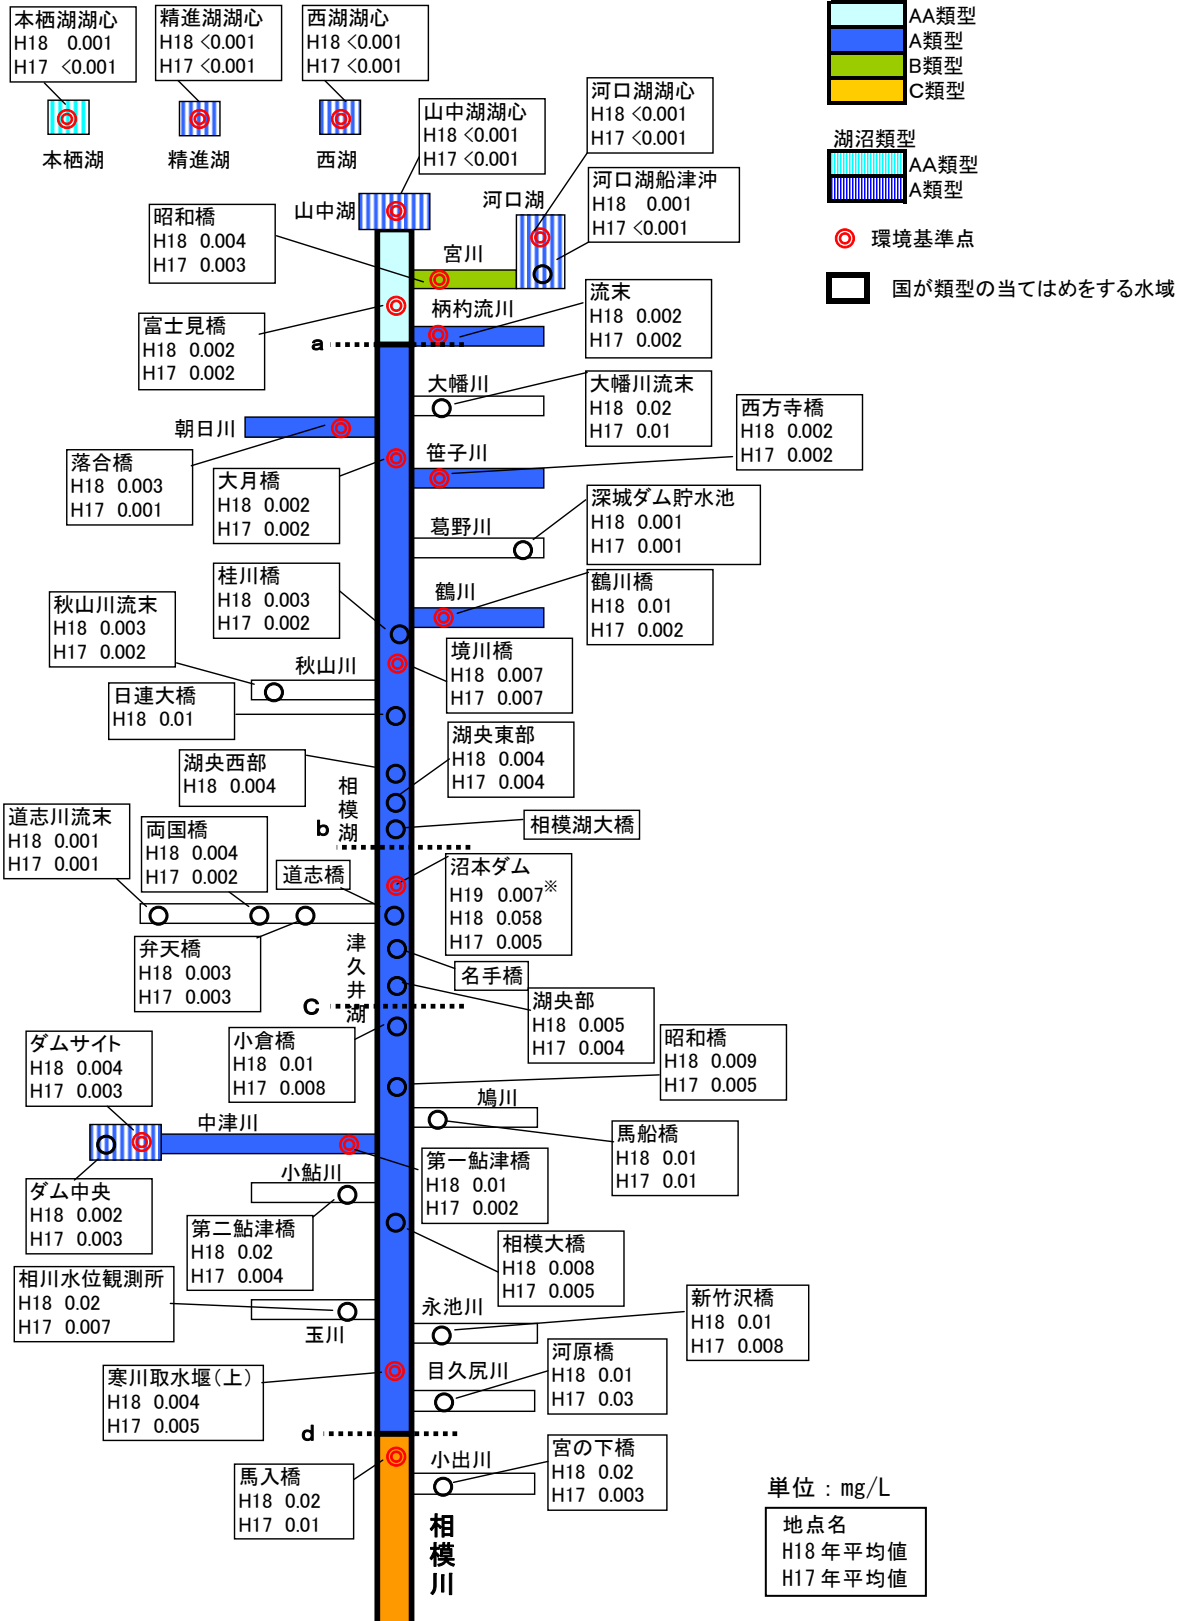 本栖湖湖心
H18 0.001
H17 <0.001
精進湖湖心
H18 <0.001
H17 <0.001
西湖湖心
H18 <0.001
H17 <0.001
AA類型
A類型
B類型
C類型
本栖湖
精進湖
西湖
山中湖湖心
H18 <0.001
H17 <0.001
河口湖湖心
H18 <0.001
H17 <0.001
湖沼類型
AA類型
A類型
河口湖船津沖
H18 0.001
H17 <0.001
山中湖
河口湖
環境基準点
国が類型の当てはめをする水域
昭和橋
H18 0.004
H17 0.003
宮川
柄杓流川
流末
H18 0.002
H17 0.002
富士見橋
H18 0.002
H17 0.002
a
大幡川
大幡川流末
H18 0.02
H17 0.01
西方寺橋
H18 0.002
H17 0.002
朝日川
落合橋
H18 0.003
H17 0.001
大月橋
H18 0.002
H17 0.002
笹子川
葛野川
深城ダム貯水池
H18 0.001
H17 0.001
桂川橋
H18 0.003
H17 0.002
鶴川
鶴川橋
H18 0.01
H17 0.002
秋山川流末
H18 0.003
H17 0.002
秋山川
境川橋
H18 0.007
H17 0.007
日連大橋
H18 0.01
湖央西部
H18 0.004
湖央東部
H18 0.004
H17 0.004
相模湖
b
相模湖大橋
道志川流末
H18 0.001
H17 0.001
両国橋
H18 0.004
H17 0.002
道志橋
沼本ダム
H19 0.007※
H18 0.058
H17 0.005
弁天橋
H18 0.003
H17 0.003
津久井湖
名手橋
c
湖央部
H18 0.005
H17 0.004
小倉橋
H18 0.01
H17 0.008
昭和橋
H18 0.009
H17 0.005
ダムサイト
H18 0.004
H17 0.003
鳩川
馬船橋
H18 0.01
H17 0.01
中津川
第一鮎津橋
H18 0.01
H17 0.002
ダム中央
H18 0.002
H17 0.003
小鮎川
第二鮎津橋
H18 0.02
H17 0.004
相模大橋
H18 0.008
H17 0.005
相川水位観測所
H18 0.02
H17 0.007
玉川
永池川
新竹沢橋
H18 0.01
H17 0.008
寒川取水堰(上)
H18 0.004
H17 0.005
目久尻川
河原橋
H18 0.01
H17 0.03
d
馬入橋
H18 0.02
H17 0.01
小出川
宮の下橋
H18 0.02
H17 0.003
相模川
単位：mg/L
地点名
H18年平均値
H17年平均値